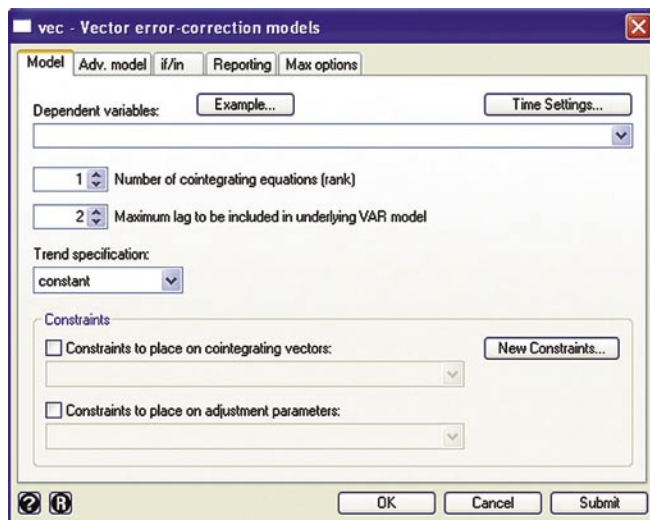 vec - Vector error-correction models
Model Adv. model if/in Reporting Max options
Dependent variables: Example... Time Settings...
1 Number of cointegrating equations (rank)
2 Maximum lag to be included in underlying VAR model
Trend specification:
constant
Constraints
Constraints to place on cointegrating vectors: New Constraints...
Constraints to place on adjustment parameters:
? R OK Cancel Submit